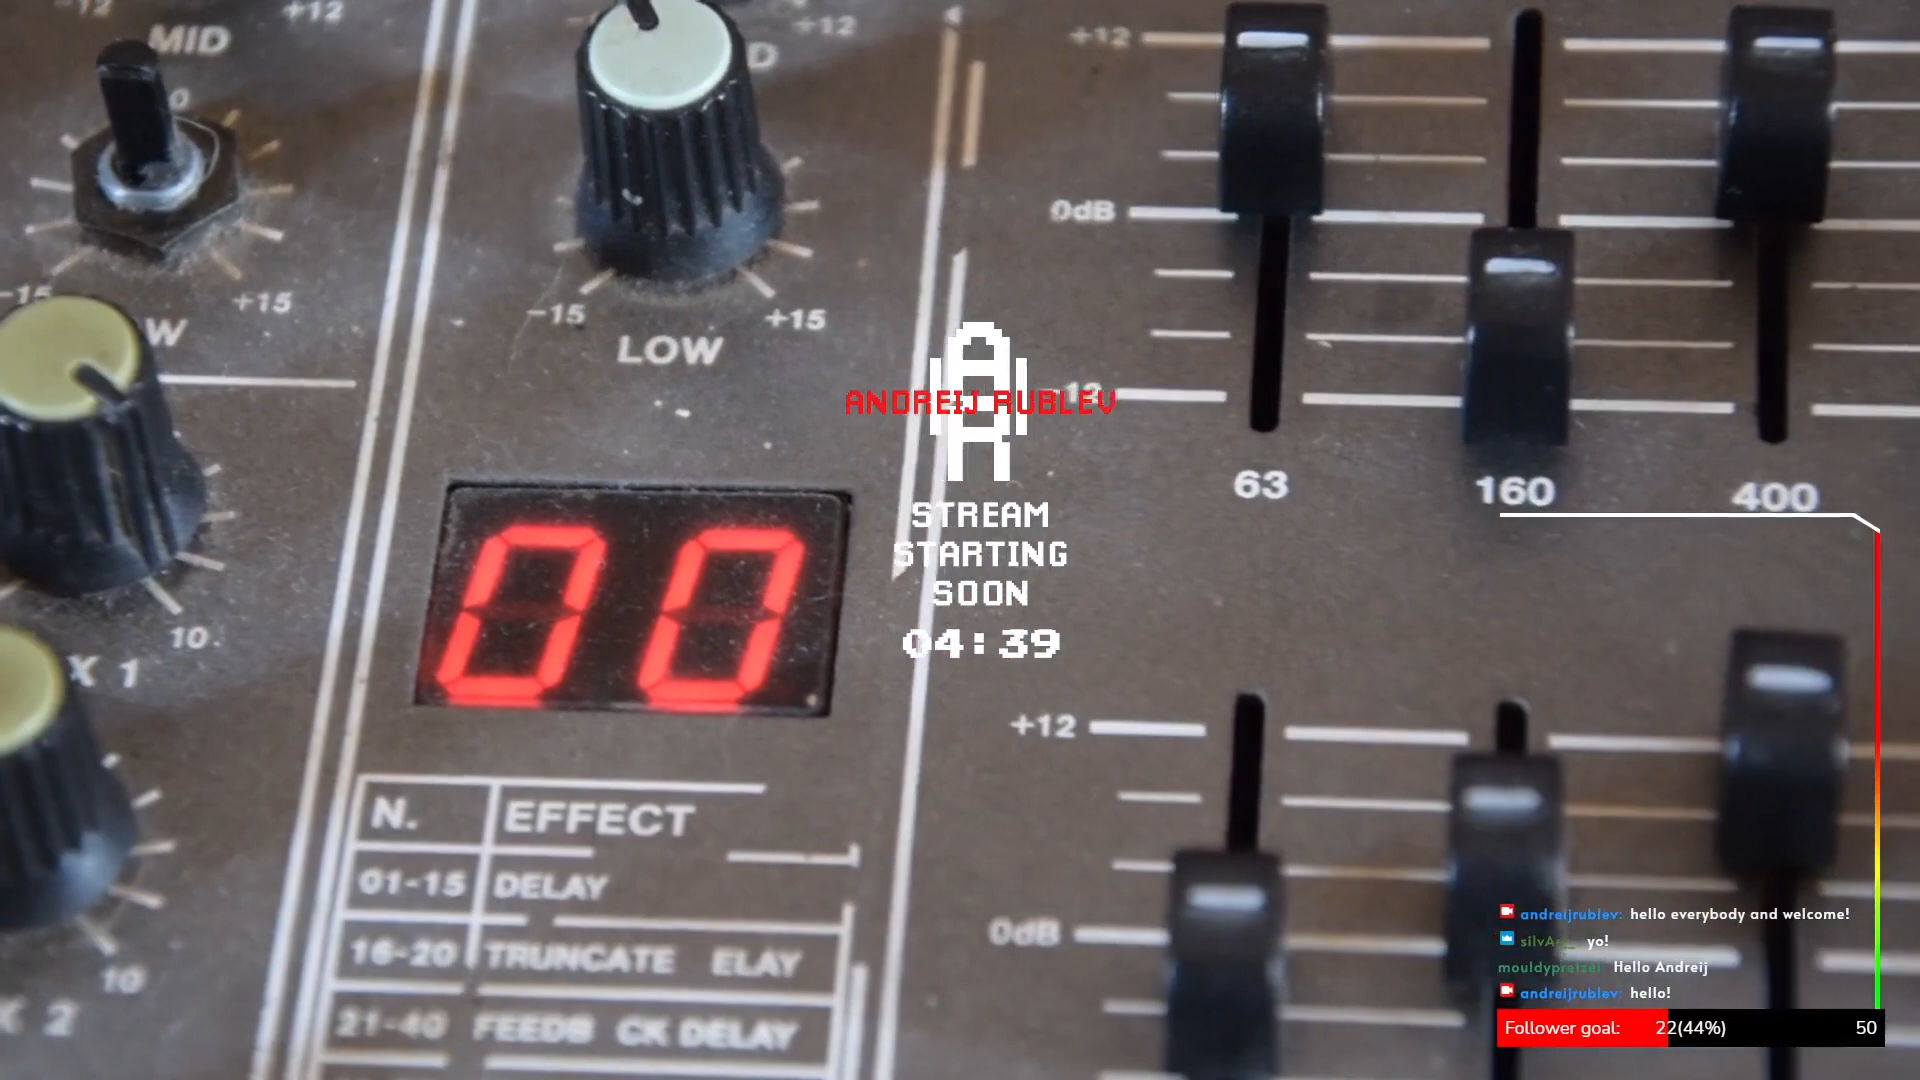 -12
+12
MID
0
-15
+15
W
X 1
10
10
X 2
+12
D
-15
+15
LOW
00
N. EFFECT
01-15 DELAY
16-20 TRUNCATE ELAY
21-40 FEEDB CK DELAY
+12
0dB
-12
63
160
400
+12
0dB
ANDREIJ RUBLEV
STREAM
STARTING
SOON
04:39
andreijrublev: hello everybody and welcome!
yo!
Hello Andreij
andreijrublev: hello!
Follower goal: 22(44%) 50